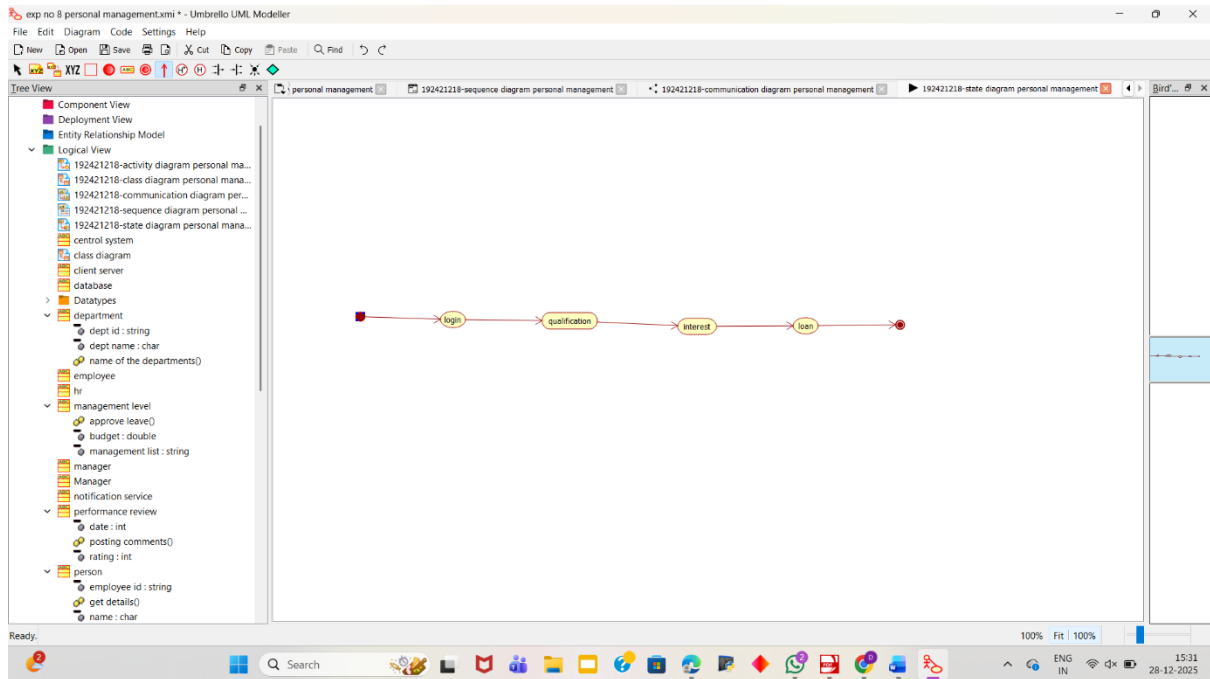 exp no 8 personal management.xmi * - Umbrello UML Modeller
File Edit Diagram Code Settings Help
New Open Save Cut Copy Paste Find
XYZ XYZ
Tree View
personal management 192421218-sequence diagram personal management 192421218-communication diagram personal management 192421218-state diagram personal management
Bird'...
Component View
Deployment View
Entity Relationship Model
Logical View
192421218-activity diagram personal ma...
192421218-class diagram personal mana...
192421218-communication diagram per...
192421218-sequence diagram personal ...
192421218-state diagram personal mana...
centrol system
class diagram
client server
database
Datatypes
department
dept id : string
dept name : char
name of the departments()
employee
hr
management level
approve leave()
budget : double
management list : string
manager
Manager
notification service
performance review
date : int
posting comments()
rating : int
person
employee id : string
get details()
name : char
login qualification interest loan
Ready.
100% Fit 100%
2
Search
2
ENG
IN
15:31
28-12-2025